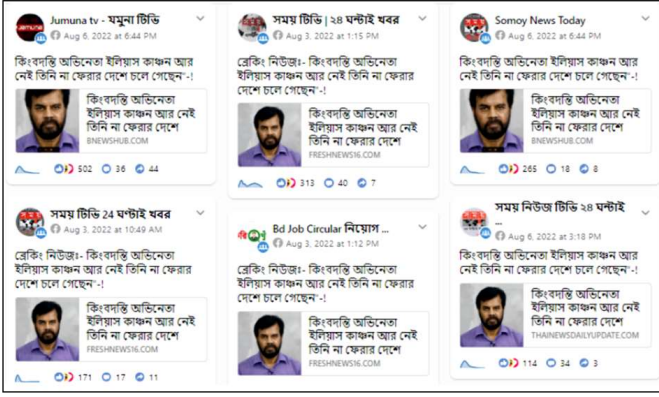 Jumuna tv - যমুনা টিভি
Aug 6, 2022 at 6:44 PM
কিংবদন্তি অভিনেতা ইলিয়াস কাঞ্চন আর
নেই তিনি না ফেরার দেশে চলে গেছেন"-!
কিংবদন্তি অভিনেতা
ইলিয়াস কাঞ্চন আর নেই
তিনি না ফেরার দেশে
BNEWSHUB.COM
502 36 44
সময় টিভি | ২৪ ঘন্টাই খবর
Aug 3, 2022 at 1:15 PM
ব্রেকিং নিউজঃ- কিংবদন্তি অভিনেতা
ইলিয়াস কাঞ্চন আর নেই তিনি না ফেরার
দেশে চলে গেছেন"-!
কিংবদন্তি অভিনেতা
ইলিয়াস কাঞ্চন আর নেই
তিনি না ফেরার দেশে
FRESHNEWS16.COM
313 40 7
Somoy News Today
Aug 6, 2022 at 6:44 PM
কিংবদন্তি অভিনেতা ইলিয়াস কাঞ্চন আর
নেই তিনি না ফেরার দেশে চলে গেছেন"-!
কিংবদন্তি অভিনেতা
ইলিয়াস কাঞ্চন আর নেই
তিনি না ফেরার দেশে
BNEWSHUB.COM
265 18 8
সময় টিভি 24 ঘন্টাই খবর
Aug 3, 2022 at 10:49 AM
ব্রেকিং নিউজঃ- কিংবদন্তি অভিনেতা
ইলিয়াস কাঞ্চন আর নেই তিনি না ফেরার
দেশে চলে গেছেন"-!
কিংবদন্তি অভিনেতা
ইলিয়াস কাঞ্চন আর নেই
তিনি না ফেরার দেশে
FRESHNEWS16.COM
171 17 11
Bd Job Circular নিয়োগ ...
Aug 3, 2022 at 1:12 PM
ব্রেকিং নিউজঃ- কিংবদন্তি অভিনেতা
ইলিয়াস কাঞ্চন আর নেই তিনি না ফেরার
দেশে চলে গেছেন"-!
কিংবদন্তি অভিনেতা
ইলিয়াস কাঞ্চন আর নেই
তিনি না ফেরার দেশে
FRESHNEWS16.COM
সময় নিউজ টিভি ২৪ ঘন্টাই
...
Aug 6, 2022 at 3:18 PM
কিংবদন্তি অভিনেতা ইলিয়াস কাঞ্চন আর
নেই তিনি না ফেরার দেশে চলে গেছেন"-!
কিংবদন্তি অভিনেতা
ইলিয়াস কাঞ্চন আর নেই
তিনি না ফেরার দেশে
THAINEWSDAILYUPDATE.COM
114 34 3